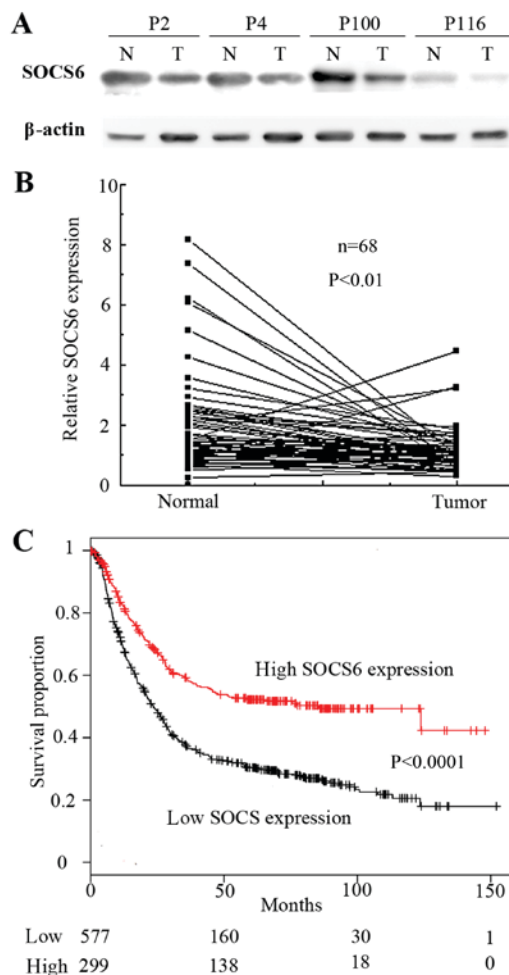 A
P2 P4 P100 P116
N T N T N T N T
SOCS6
β-actin
B
10
8
6
4
2
0
Relative SOCS6 expression
n=68
P<0.01
Normal Tumor
C
1
0.8
0.6
0.4
0.2
0
Survival proportion
High SOCS6 expression
P<0.0001
Low SOCS expression
0 50 100 150
Months
Low 577 160 30 1
High 299 138 18 0